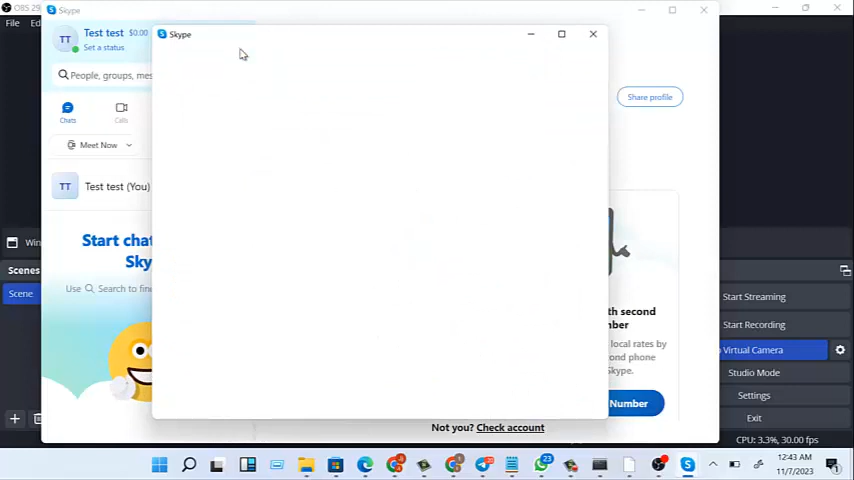 OBS 29
Skype
File
Ed
Test test $0.00
TT
Set a status
Skype
People, groups, mes
Chats
Calls
Share profile
Meet Now
TT
Test test (You)
Start cha
Sky
Use
Search to find
Win
Scenes
Scene
th second
mber
local rates by
ond phone
Skype.
Number
Not you? Check account
Start Streaming
Start Recording
Virtual Camera
Studio Mode
Settings
Exit
CPU: 3.3%, 30.00 fps
23
12:43 AM
11/7/2023